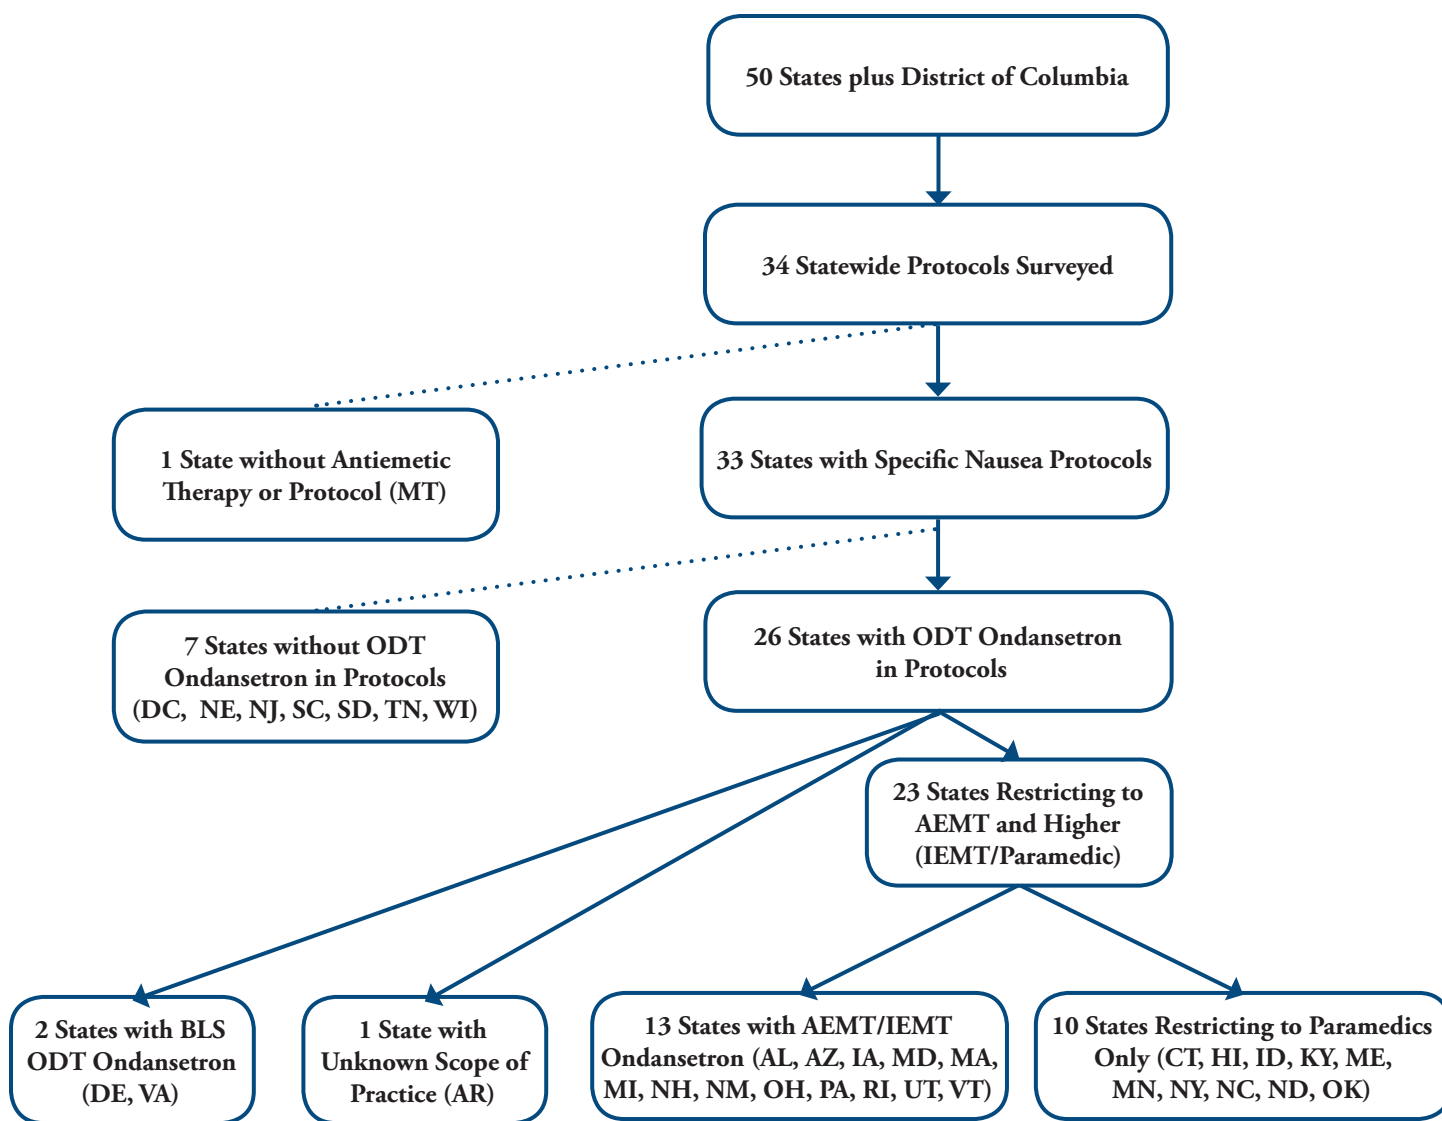 50 States plus District of Columbia
34 Statewide Protocols Surveyed
1 State without Antiemetic
Therapy or Protocol (MT)
33 States with Specific Nausea Protocols
7 States without ODT
Ondansetron in Protocols
(DC, NE, NJ, SC, SD, TN, WI)
26 States with ODT Ondansetron
in Protocols
23 States Restricting to
AEMT and Higher
(IEMT/Paramedic)
2 States with BLS
ODT Ondansetron
(DE, VA)
1 State with
Unknown Scope of
Practice (AR)
13 States with AEMT/IEMT
Ondansetron (AL, AZ, IA, MD, MA,
MI, NH, NM, OH, PA, RI, UT, VT)
10 States Restricting to Paramedics
Only (CT, HI, ID, KY, ME,
MN, NY, NC, ND, OK)